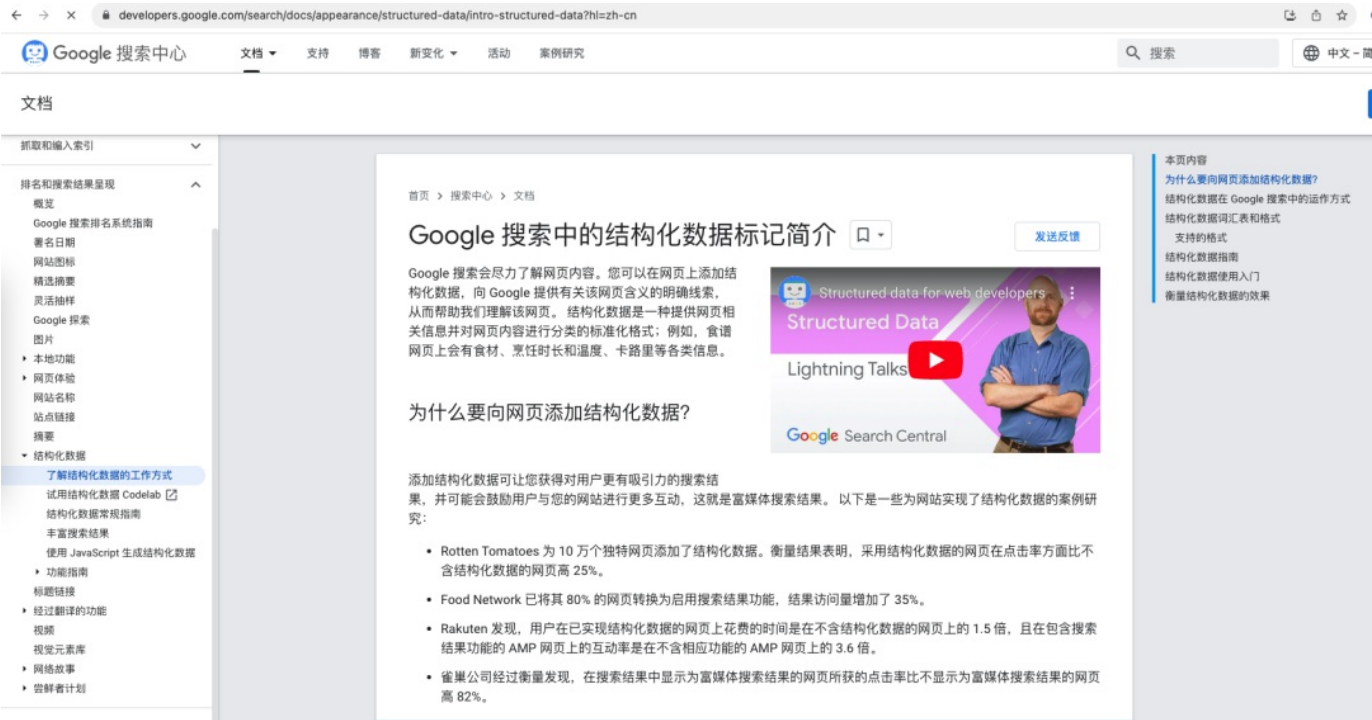 developers.google.com/search/docs/appearance/structured-data/intro-structured-data?hl=zh-cn
Google 搜索中心
文档
支持
博客
新变化
活动
案例研究
搜索
中文 – 简
文档
抓取和编入索引
排名和搜索结果呈现
概览
Google 搜索排名系统指南
署名日期
网站图标
精选摘要
灵活抽样
Google 探索
图片
本地功能
网页体验
网站名称
站点链接
摘要
结构化数据
了解结构化数据的工作方式
试用结构化数据 Codelab
结构化数据常规指南
丰富搜索结果
使用 JavaScript 生成结构化数据
功能指南
标题链接
经过翻译的功能
视频
视觉元素库
网络故事
尝鲜者计划
首页 > 搜索中心 > 文档
Google 搜索中的结构化数据标记简介
发送反馈
Google 搜索会尽力了解网页内容。您可以在网页上添加结
构化数据，向 Google 提供有关该网页含义的明确线索，
从而帮助我们理解该网页。 结构化数据是一种提供网页相
关信息并对网页内容进行分类的标准化格式；例如，食谱
网页上会有食材、烹饪时长和温度、卡路里等各类信息。
Structured data for web developers
Structured Data
Lightning Talks
Google Search Central
为什么要向网页添加结构化数据？
添加结构化数据可让您获得对用户更有吸引力的搜索结
果，并可能会鼓励用户与您的网站进行更多互动，这就是富媒体搜索结果。 以下是一些为网站实现了结构化数据的案例研
究：
• Rotten Tomatoes 为 10 万个独特网页添加了结构化数据。衡量结果表明，采用结构化数据的网页在点击率方面比不
含结构化数据的网页高 25%。
• Food Network 已将其 80% 的网页转换为启用搜索结果功能，结果访问量增加了 35%。
• Rakuten 发现，用户在已实现结构化数据的网页上花费的时间是在不含结构化数据的网页上的 1.5 倍，且在包含搜索
结果功能的 AMP 网页上的互动率是在不含相应功能的 AMP 网页上的 3.6 倍。
• 雀巢公司经过衡量发现，在搜索结果中显示为富媒体搜索结果的网页所获的点击率比不显示为富媒体搜索结果的网页
高 82%。
本页内容
为什么要向网页添加结构化数据？
结构化数据在 Google 搜索中的运作方式
结构化数据词汇表和格式
支持的格式
结构化数据指南
结构化数据使用入门
衡量结构化数据的效果